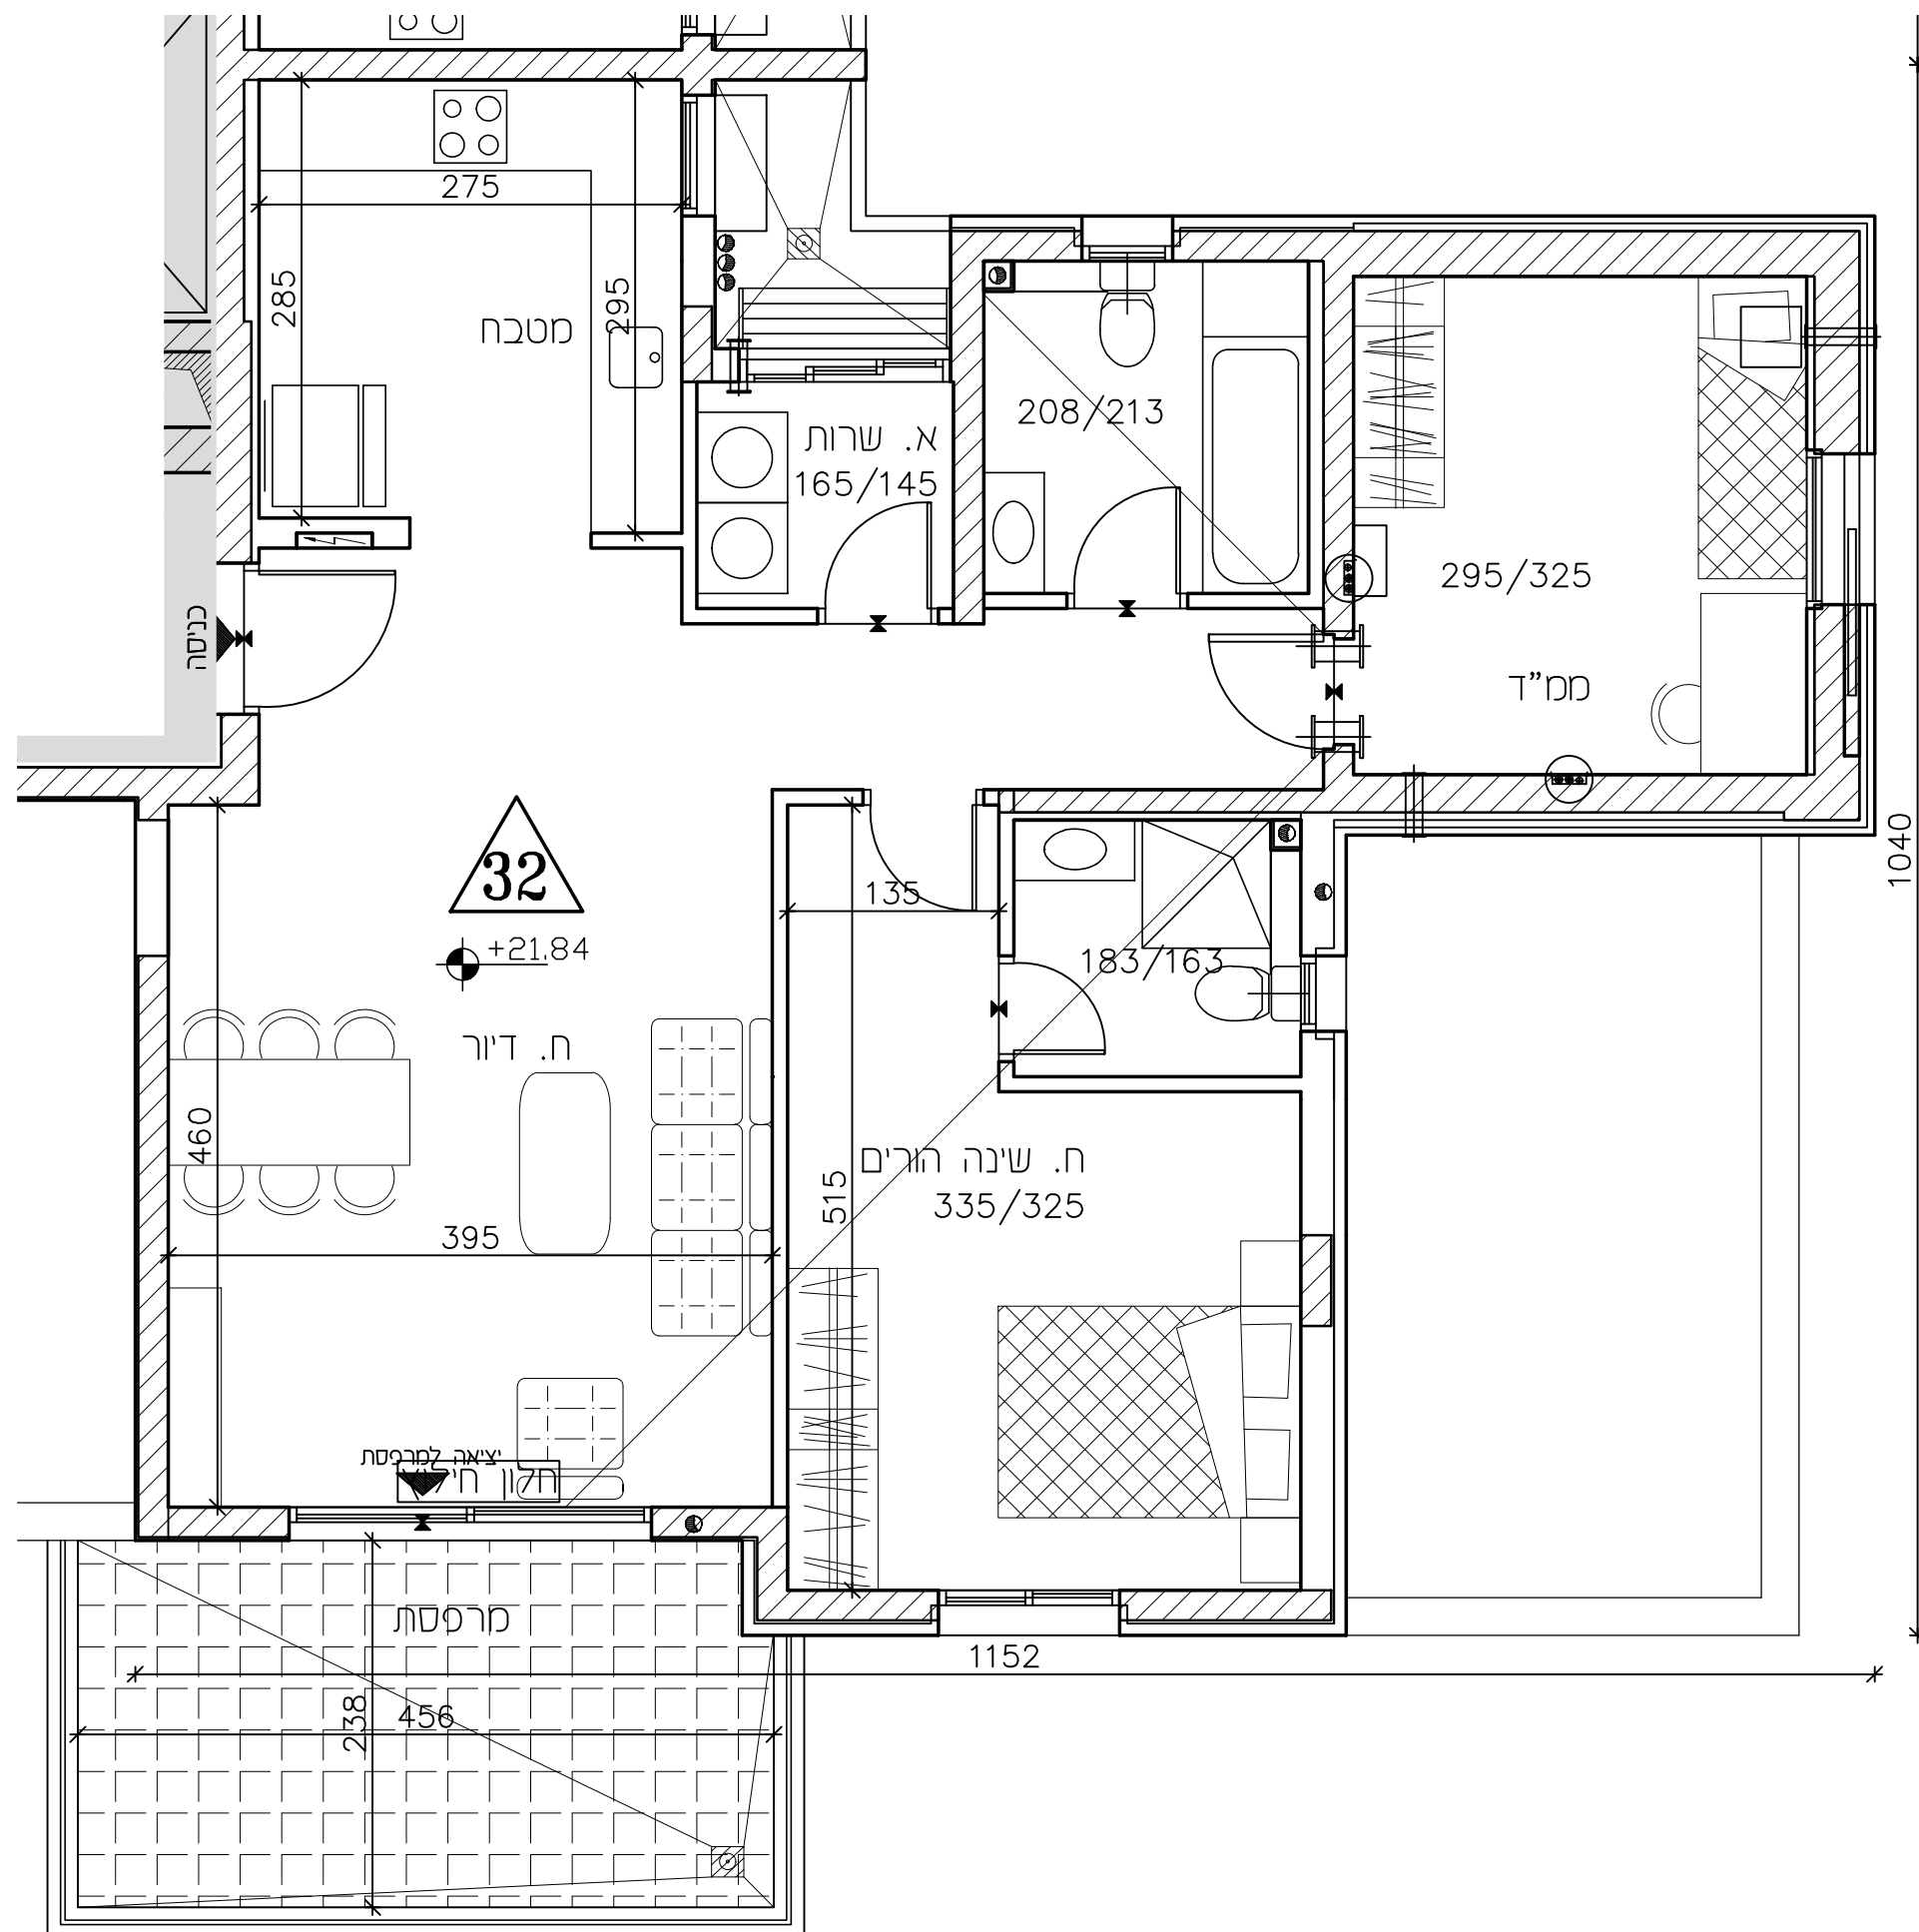 275
285
295
מטבח
א. שרות
165/145
208/213
295/325
ממ"ד
כניסה
1040
32
+21.84
135
183/163
ח. דיור
460
515
ח. שינה הורים
335/325
395
יציאה למרפסת
חלון חילוץ
מרפסת
1152
238
456